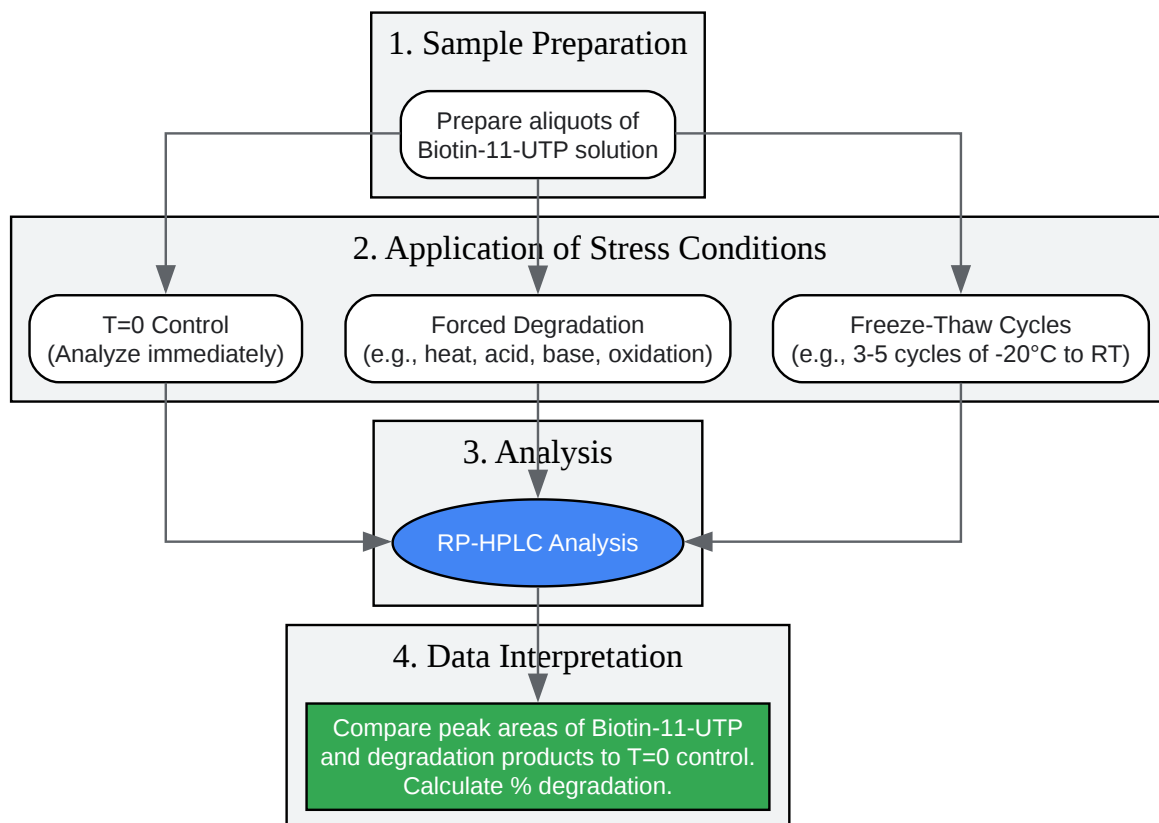 1. Sample Preparation
Prepare aliquots of
Biotin-11-UTP solution
2. Application of Stress Conditions
T=0 Control
(Analyze immediately)
Forced Degradation
(e.g., heat, acid, base, oxidation)
Freeze-Thaw Cycles
(e.g., 3-5 cycles of -20°C to RT)
3. Analysis
RP-HPLC Analysis
4. Data Interpretation
Compare peak areas of Biotin-11-UTP
and degradation products to T=0 control.
Calculate % degradation.